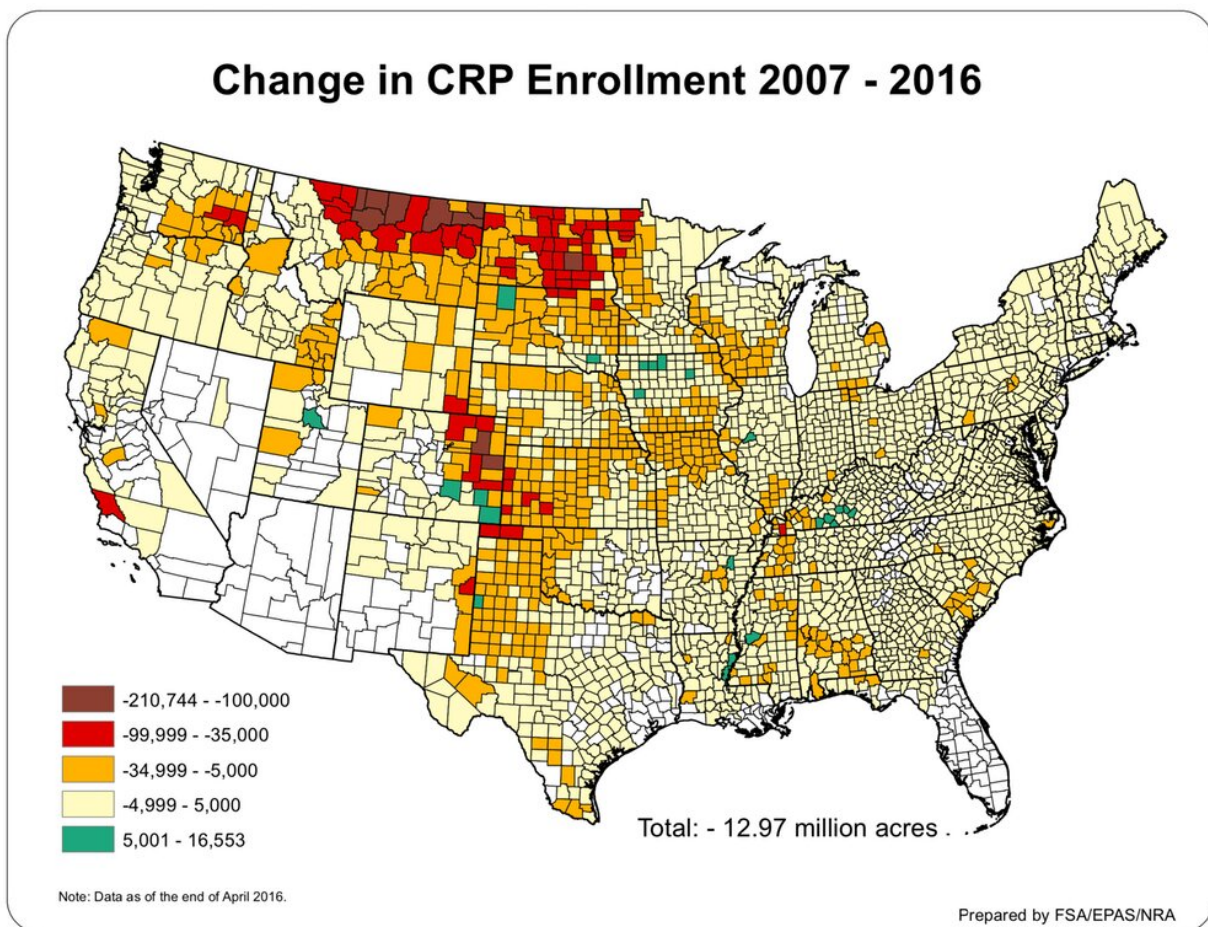 Change in CRP Enrollment 2007 - 2016
-210,744 - -100,000
-99,999 - -35,000
-34,999 - -5,000
-4,999 - 5,000
5,001 - 16,553
Total: - 12.97 million acres
Note: Data as of the end of April 2016.
Prepared by FSA/EPAS/NRA